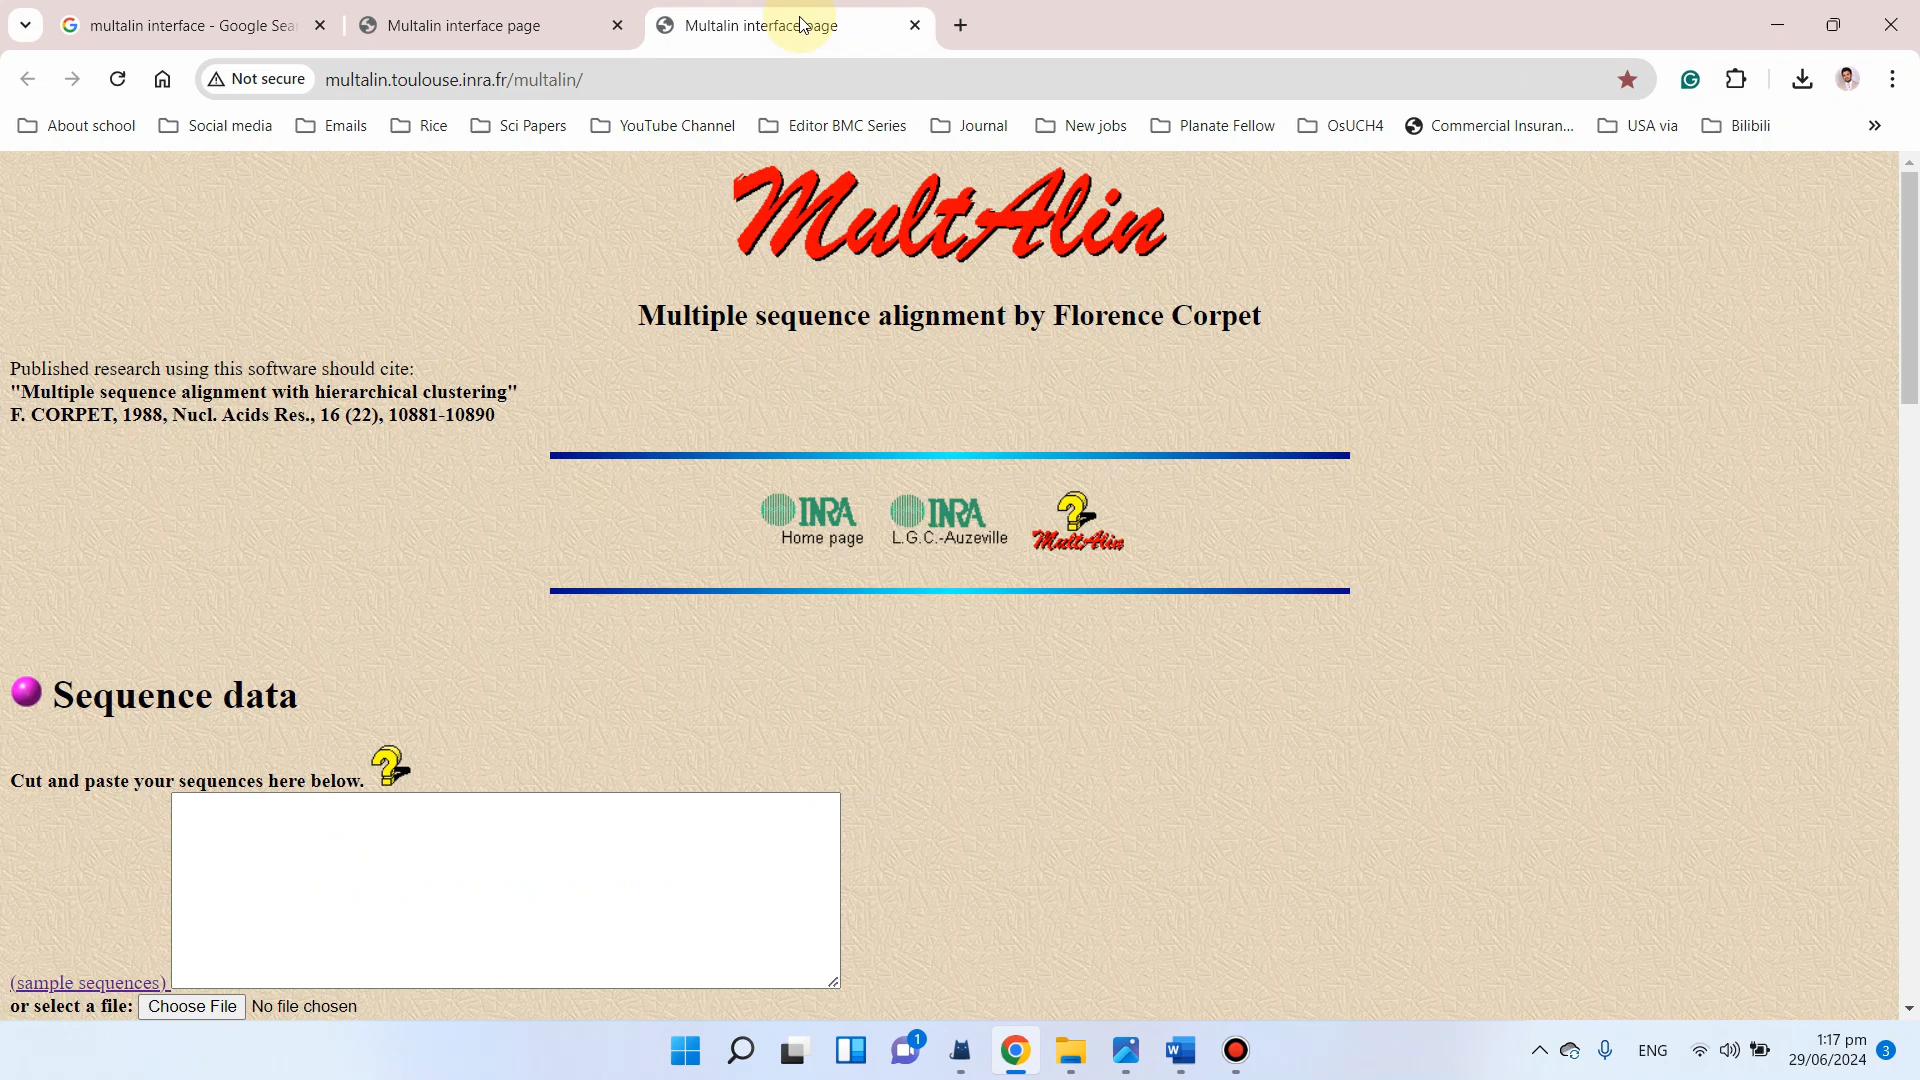 multalin interface - Google Sea
Multalin interface page
Multalin interface page
Not secure
multalin.toulouse.inra.fr/multalin/
About school
Social media
Emails
Rice
Sci Papers
YouTube Channel
Editor BMC Series
Journal
New jobs
Planate Fellow
OsUCH4
Commercial Insuran...
USA via
Bilibili
MultAlin
Multiple sequence alignment by Florence Corpet
Published research using this software should cite:
"Multiple sequence alignment with hierarchical clustering"
F. CORPET, 1988, Nucl. Acids Res., 16 (22), 10881-10890
INRA
Home page
INRA
L.G.C.-Auzeville
MultAlin
Sequence data
Cut and paste your sequences here below.
(sample sequences)
or select a file: Choose File No file chosen
1
ENG
1:17 pm
29/06/2024
3